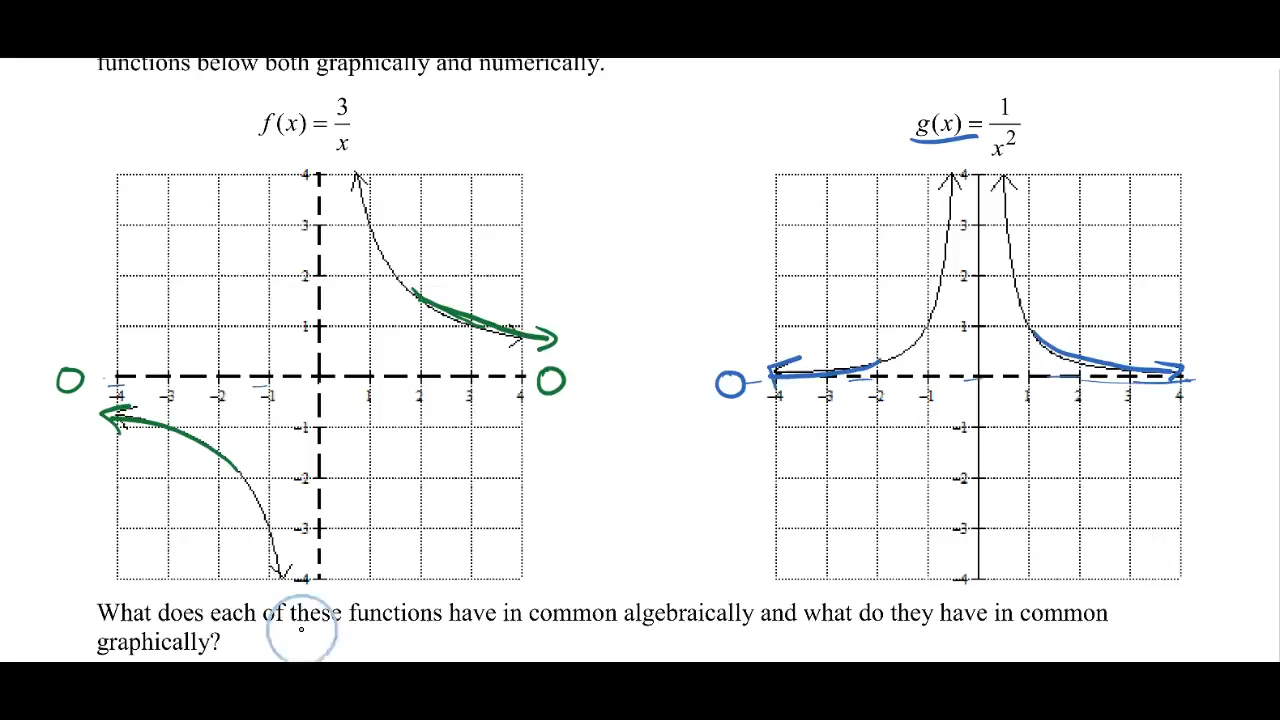 functions below both graphically and numerically.
f(x) = 3/x
g(x) = 1/x²
4 4
3 3
2 2
1 1
O O O
-4 -3 -2 -1 1 2 3 4 -4 -3 -2 -1 1 2 3 4
-1 -1
-2 -2
-3 -3
-4 -4
What does each of these functions have in common algebraically and what do they have in common
graphically?